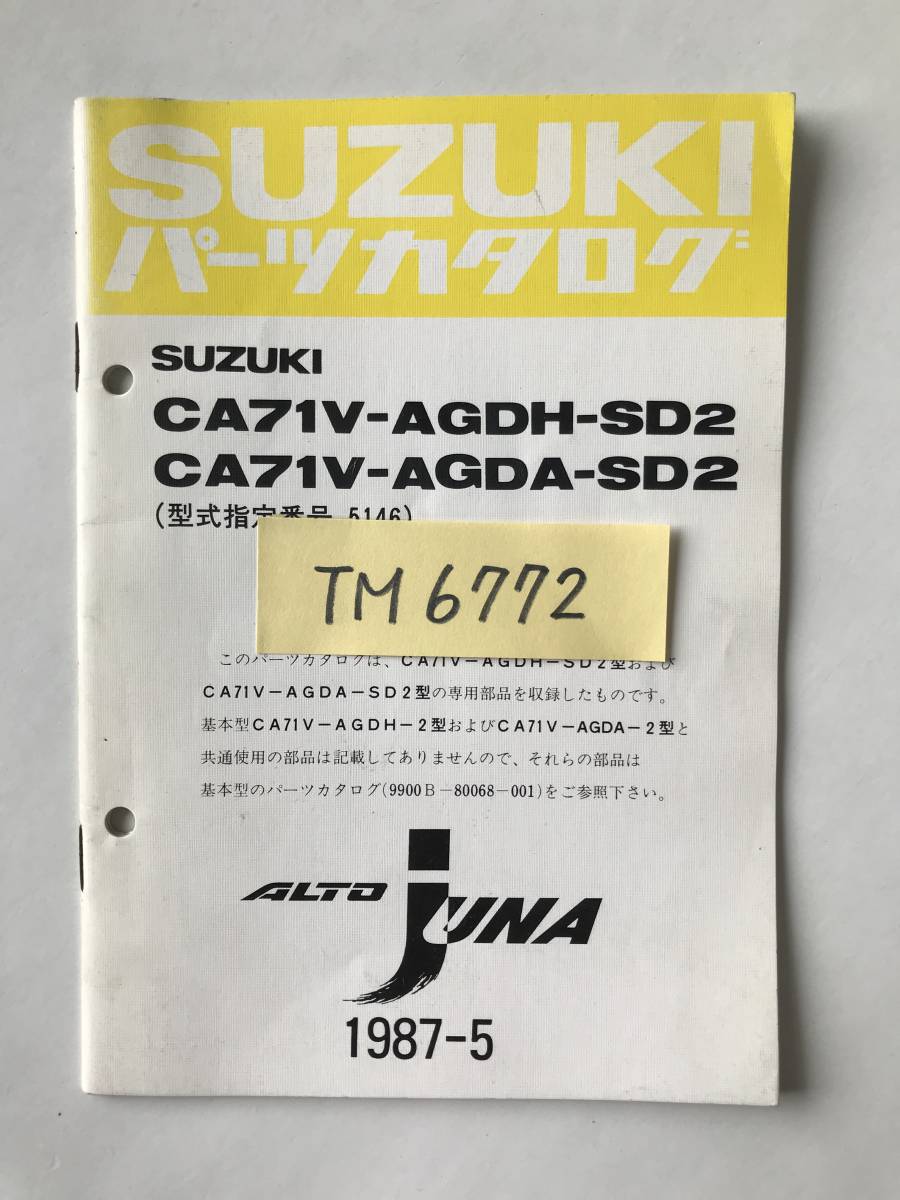 SUZUKI
パーツカタログ
SUZUKI
CA71V-AGDH-SD2
CA71V-AGDA-SD2
(型式指定番号 5146)
TM6772
このパーツカタログは、CA71V－AGDH－SD2型および
CA71V－AGDA－SD2型の専用部品を収録したものです。
基本型CA71V－AGDH－2型およびCA71V－AGDA－2型と
共通使用の部品は記載してありませんので、それらの部品は
基本型のパーツカタログ(9900B－80068－001)をご参照下さい。
ALTO juna
1987-5